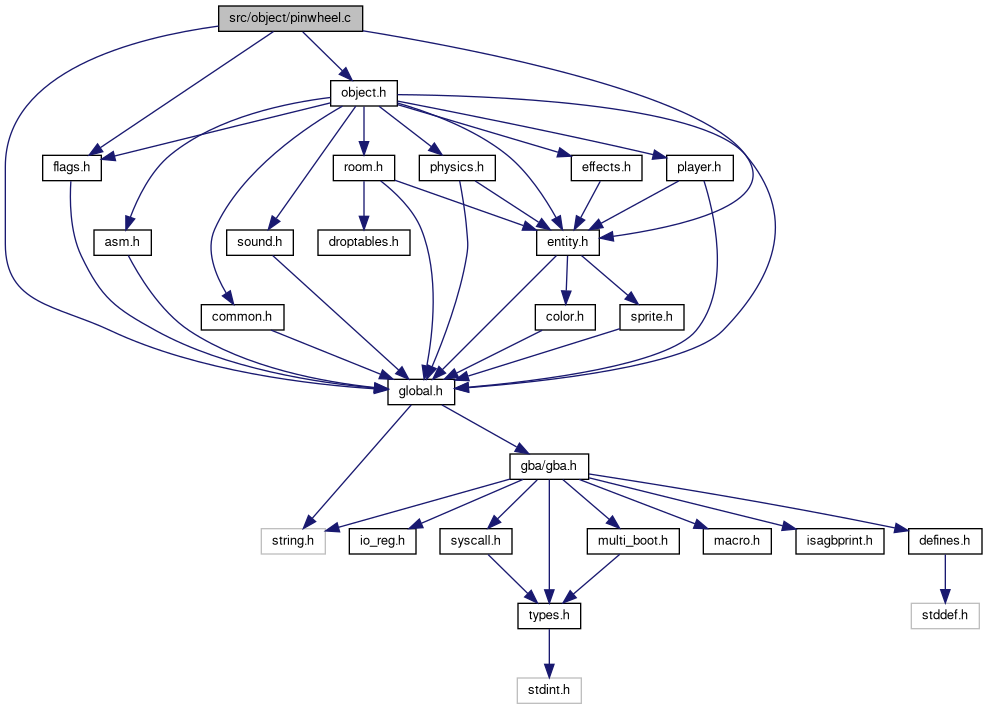 src/object/pinwheel.c
object.h
flags.h
room.h
physics.h
effects.h
player.h
asm.h
sound.h
droptables.h
entity.h
common.h
color.h
sprite.h
global.h
gba/gba.h
string.h
io_reg.h
syscall.h
multi_boot.h
macro.h
isagbprint.h
defines.h
types.h
stddef.h
stdint.h